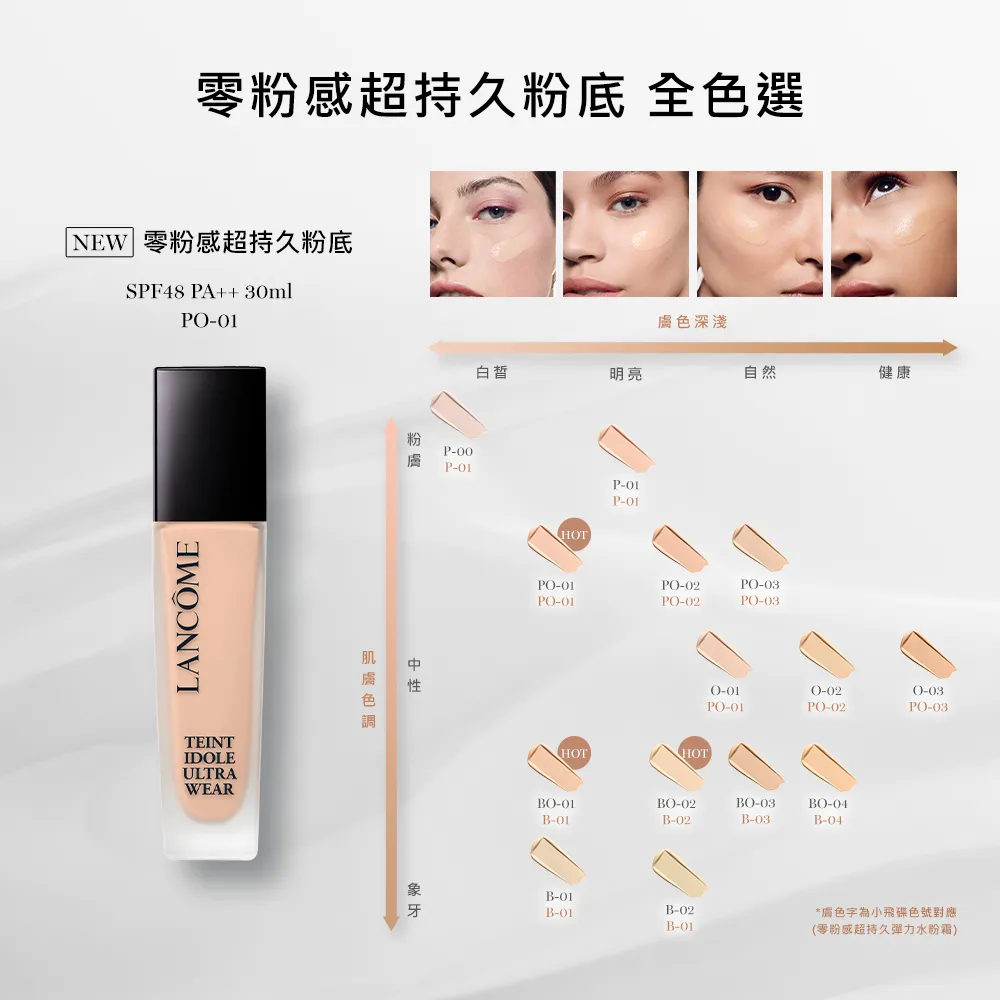 零粉感超持久粉底 全色選
NEW 零粉感超持久粉底
SPF48 PA++ 30ml
PO-01
LANCÔME
TEINT
IDOLE
ULTRA
WEAR
膚色深淺
白皙 明亮 自然 健康
肌膚色調
粉膚
中性
象牙
P-00
P-01
P-01
P-01
HOT
PO-01 PO-02 PO-03
PO-01 PO-02 PO-03
O-01 O-02 O-03
PO-01 PO-02 PO-03
HOT HOT
BO-01 BO-02 BO-03 BO-04
B-01 B-02 B-03 B-04
B-01
B-01
B-02
B-01
*膚色字為小飛碟色號對應
(零粉感超持久彈力水粉霜)